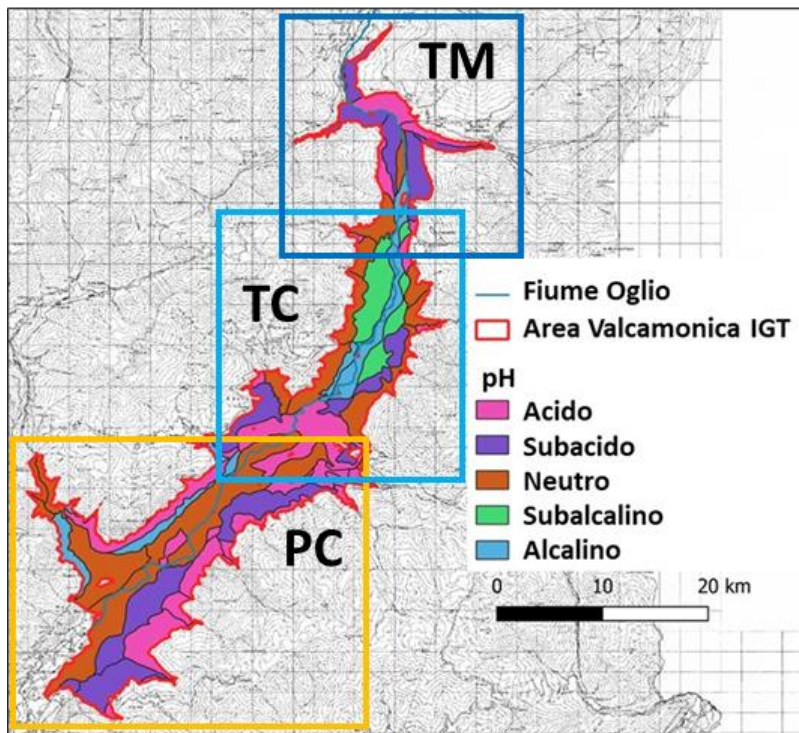 TM
TC
PC
Fiume Oglio
Area Valcamonica IGT
pH
Acido
Subacido
Neutro
Subalcalino
Alcalino
0 10 20 km